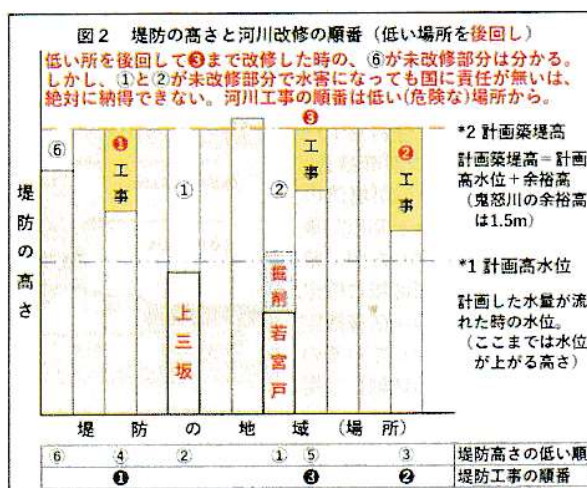 図２　堤防の高さと河川改修の順番（低い場所を後回し）
低い所を後回して❸まで改修した時の、⑥が未改修部分は分かる。
しかし、①と②が未改修部分で水害になっても国に責任が無いは、
絶対に納得できない。河川工事の順番は低い(危険な)場所から。
堤防の高さ
⑥
❶工事
①
上三坂
②
掘削
若宮戸
❸
工事
❷工事
*2 計画築堤高
計画築堤高＝計画
高水位＋余裕高
（鬼怒川の余裕高
は1.5m）
*1 計画高水位
計画した水量が流
れた時の水位。
（ここまでは水位
が上がる高さ）
堤防の地域（場所）
⑥ ④ ② ① ⑤ ③ 堤防高さの低い順
❶ ❸ ❷ 堤防工事の順番